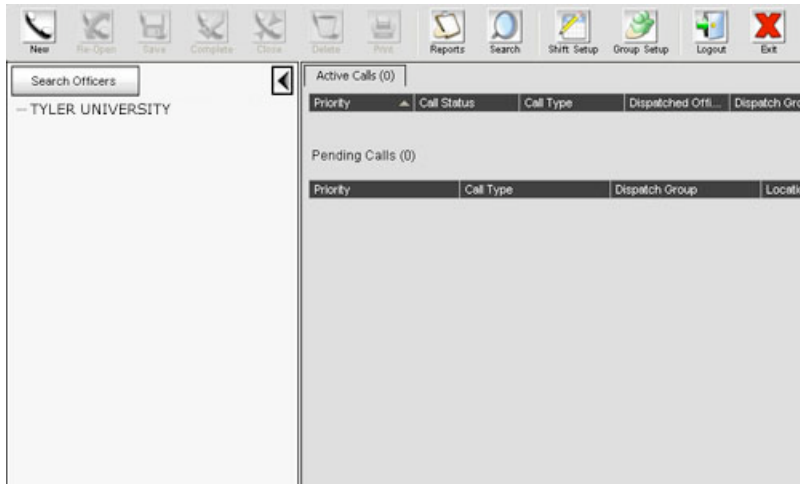 New Re-Open Save Complete Close Delete Print Reports Search Shift Setup Group Setup Logout Exit
Search Officers
TYLER UNIVERSITY
Active Calls (0)
Priority Call Status Call Type Dispatched Offi... Dispatch Gro
Pending Calls (0)
Priority Call Type Dispatch Group Locati